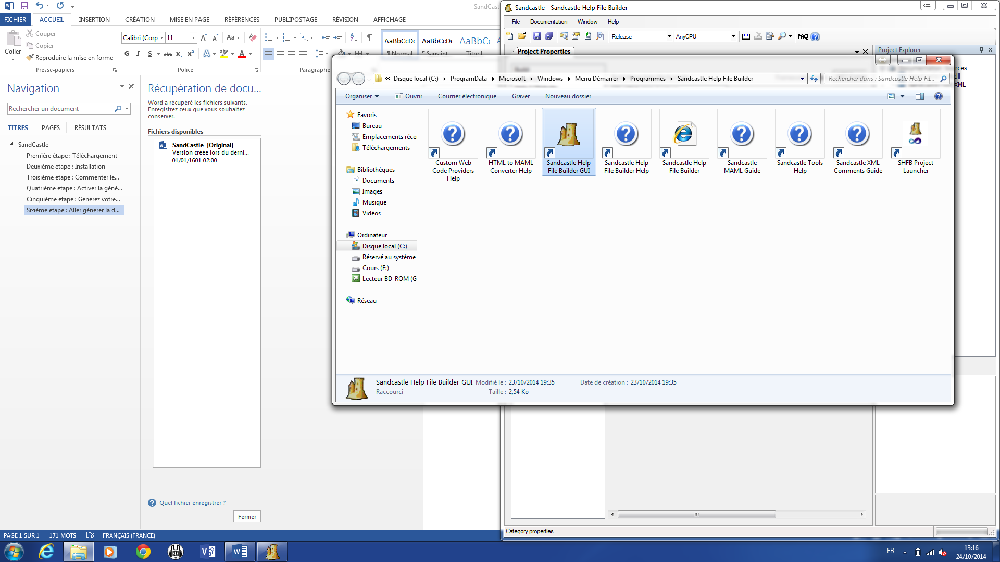 SandCast
FICHIER ACCUEIL INSERTION CRÉATION MISE EN PAGE RÉFÉRENCES PUBLIPOSTAGE RÉVISION AFFICHAGE
Coller
Couper
Copier
Reproduire la mise en forme
Presse-papiers
Calibri (Corp 11
G I S abc x₂ x²
Police
Paragraphe
AaBbCcDc AaBbCcDc AaBbC
¶ Normal ¶ Sans int... Titre 1
Navigation
Rechercher un document
TITRES PAGES RÉSULTATS
SandCastle
Première étape : Téléchargement
Deuxième étape : Installation
Troisième étape : Commenter le...
Quatrième étape : Activer la géné...
Cinquième étape : Générez votre...
Sixième étape : Aller générer la d...
Récupération de docu...
Word a récupéré les fichiers suivants.
Enregistrez ceux que vous souhaitez
conserver.
Fichiers disponibles
SandCastle [Original]
Version créée lors du derni...
01/01/1601 02:00
Quel fichier enregistrer ?
Fermer
PAGE 1 SUR 1 171 MOTS FRANÇAIS (FRANCE)
Sandcastle - Sandcastle Help File Builder
File Documentation Window Help
Release AnyCPU FAQ
Project Properties
Project Explorer
Documentation Sources
dll
XML
« Disque local (C:) ▸ ProgramData ▸ Microsoft ▸ Windows ▸ Menu Démarrer ▸ Programmes ▸ Sandcastle Help File Builder
Rechercher dans : Sandcastle Help Fil...
Organiser Ouvrir Courrier électronique Graver Nouveau dossier
Favoris
Bureau
Emplacements récer
Téléchargements
Bibliothèques
Documents
Images
Musique
Vidéos
Ordinateur
Disque local (C:)
Réservé au système
Cours (E:)
Lecteur BD-ROM (G:
Réseau
Custom Web
Code Providers
Help
HTML to MAML
Converter Help
Sandcastle Help
File Builder GUI
Sandcastle Help
File Builder Help
Sandcastle Help
File Builder
Sandcastle
MAML Guide
Sandcastle Tools
Help
Sandcastle XML
Comments Guide
SHFB Project
Launcher
Sandcastle Help File Builder GUI Modifié le : 23/10/2014 19:35 Date de création : 23/10/2014 19:35
Raccourci Taille : 2,54 Ko
Category properties
FR
13:16
24/10/2014